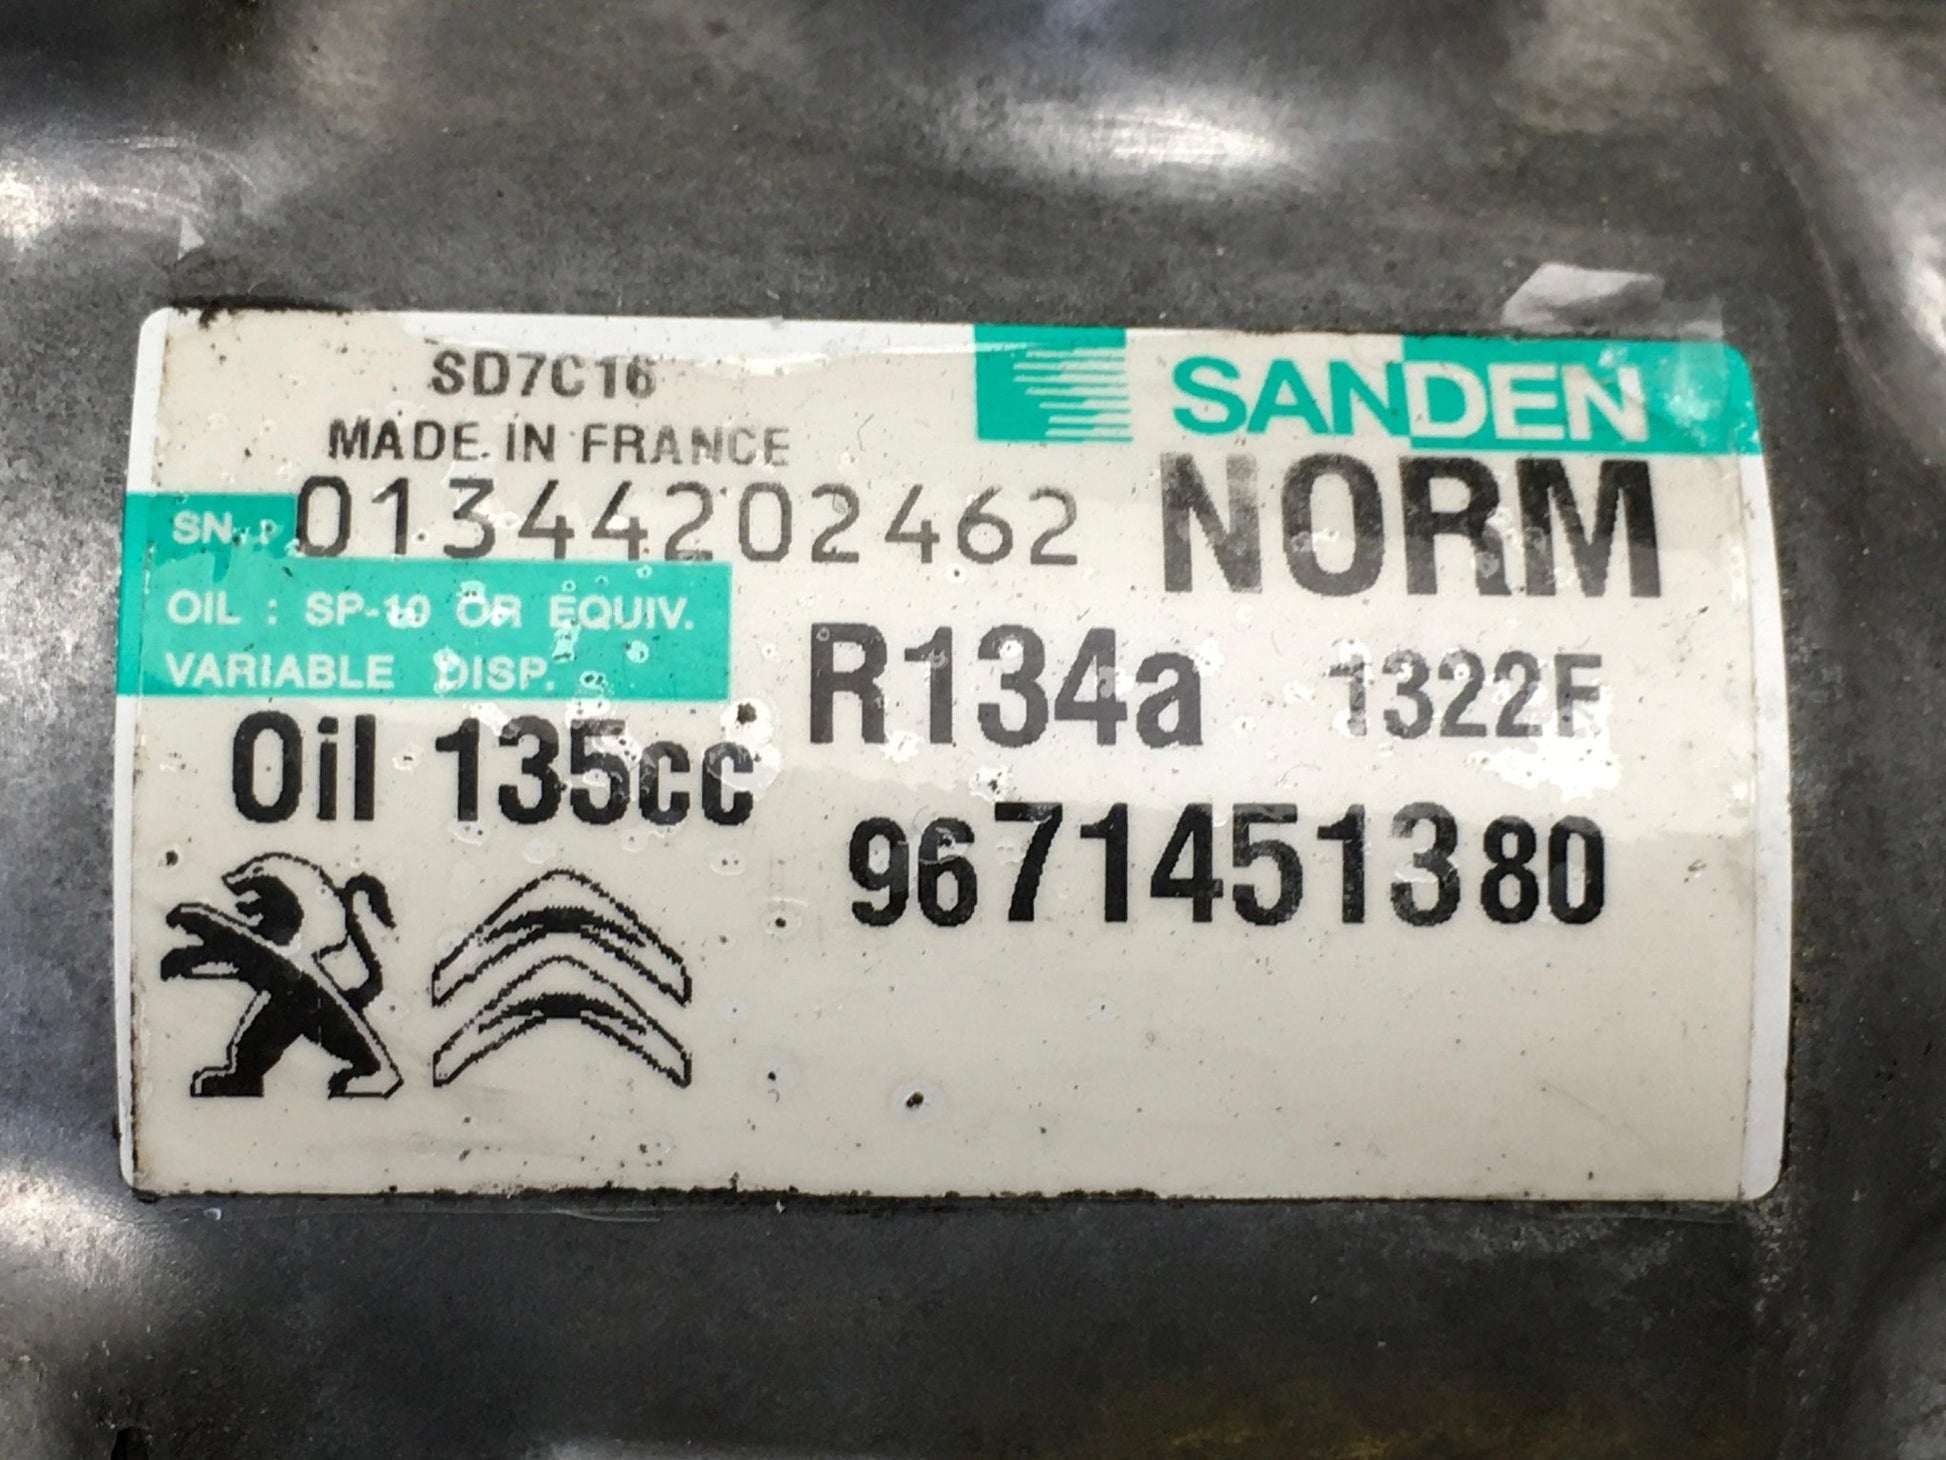 SD7C16
MADE IN FRANCE
SANDEN
SN. : 01344202462
NORM
OIL : SP-10 OR EQUIV.
VARIABLE DISP.
R134a 1322F
Oil 135cc
9671451380